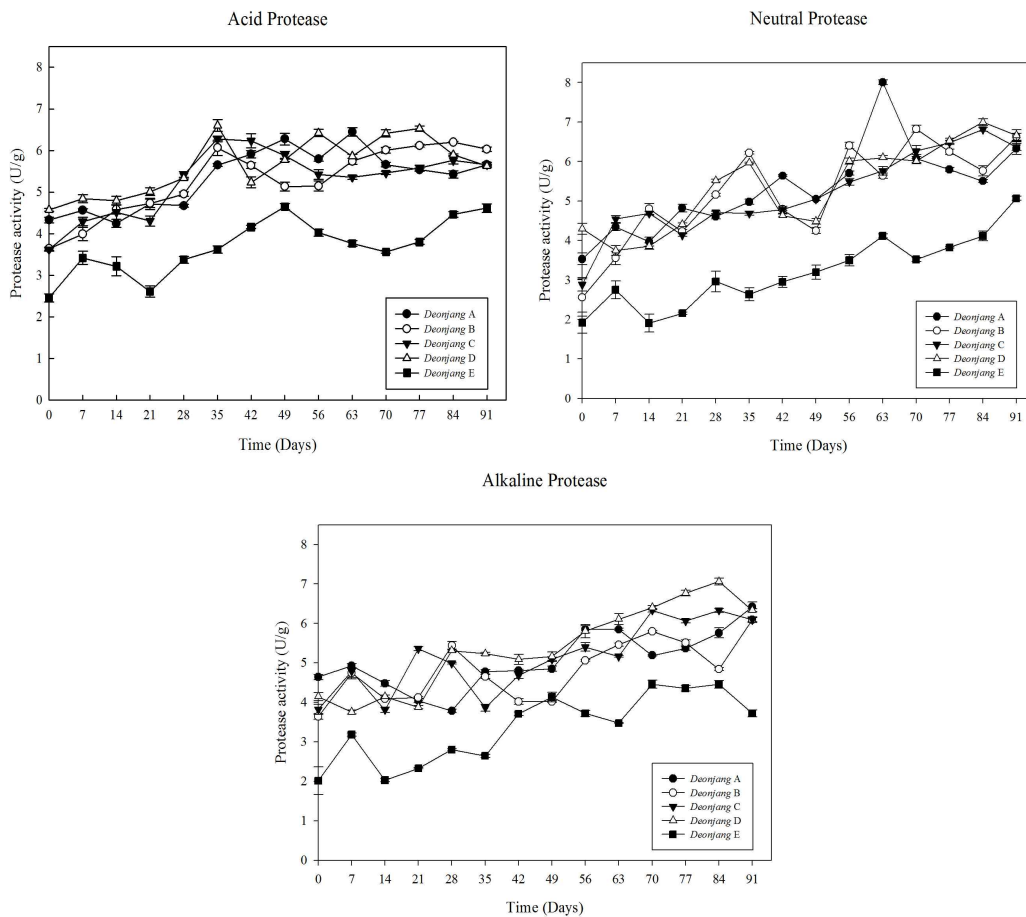 Acid Protease
Protease activity (U/g)
8
7
6
5
4
3
2
1
0
Deonjang A
Deonjang B
Deonjang C
Deonjang D
Deonjang E
0 7 14 21 28 35 42 49 56 63 70 77 84 91
Time (Days)
Neutral Protease
Protease activity (U/g)
8
7
6
5
4
3
2
1
0
Deonjang A
Deonjang B
Deonjang C
Deonjang D
Deonjang E
0 7 14 21 28 35 42 49 56 63 70 77 84 91
Time (Days)
Alkaline Protease
Protease activity (U/g)
8
7
6
5
4
3
2
1
0
Deonjang A
Deonjang B
Deonjang C
Deonjang D
Deonjang E
0 7 14 21 28 35 42 49 56 63 70 77 84 91
Time (Days)